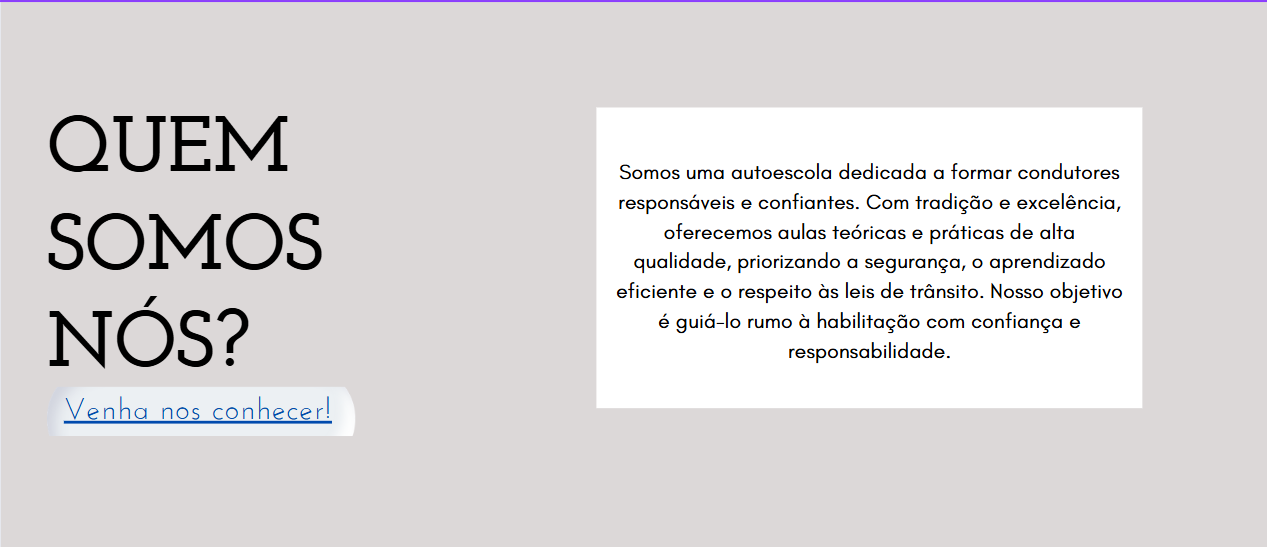 QUEM
SOMOS
NÓS?
Venha nos conhecer!
Somos uma autoescola dedicada a formar condutores
responsáveis e confiantes. Com tradição e excelência,
oferecemos aulas teóricas e práticas de alta
qualidade, priorizando a segurança, o aprendizado
eficiente e o respeito às leis de trânsito. Nosso objetivo
é guiá-lo rumo à habilitação com confiança e
responsabilidade.